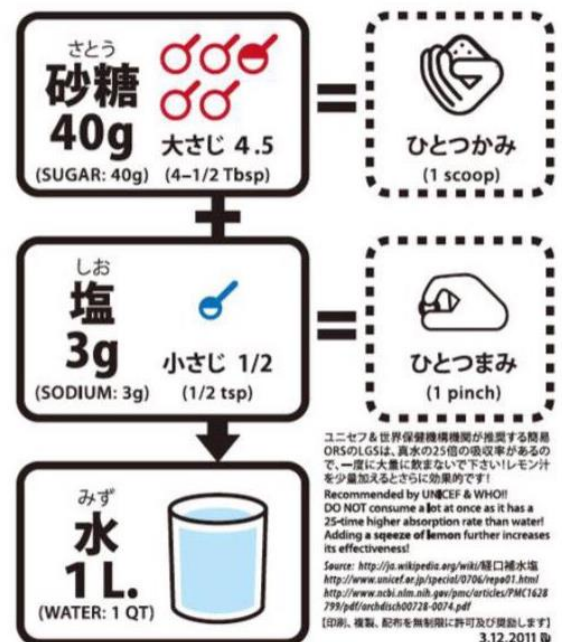 さとう
砂糖
40g
(SUGAR: 40g)
大さじ 4.5
(4–1/2 Tbsp)
=
ひとつかみ
(1 scoop)
+
しお
塩
3g
(SODIUM: 3g)
小さじ 1/2
(1/2 tsp)
=
ひとつまみ
(1 pinch)
みず
水
1L.
(WATER: 1 QT)
ユニセフ&世界保健機構機関が推奨する簡易
ORSのLGSは、真水の25倍の吸収率があるの
で、一度に大量に飲まないで下さい!レモン汁
を少量加えるとさらに効果的です!
Recommended by UNICEF & WHO!!
DO NOT consume a lot at once as it has a
25-time higher absorption rate than water!
Adding a sqeeze of lemon further increases
its effectiveness!
Source: http://ja.wikipedia.org/wiki/経口補水塩
http://www.unicef.or.jp/special/0706/repo01.html
http://www.ncbi.nlm.nih.gov/pmc/articles/PMC1628
799/pdf/archdisch00728-0074.pdf
【印刷、複製、配布を無制限に許可及び奨励します】
3.12.2011